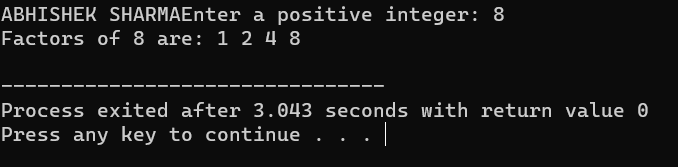 ABHISHEK SHARMAEnter a positive integer: 8
Factors of 8 are: 1 2 4 8
--------------------------------
Process exited after 3.043 seconds with return value 0
Press any key to continue . . .